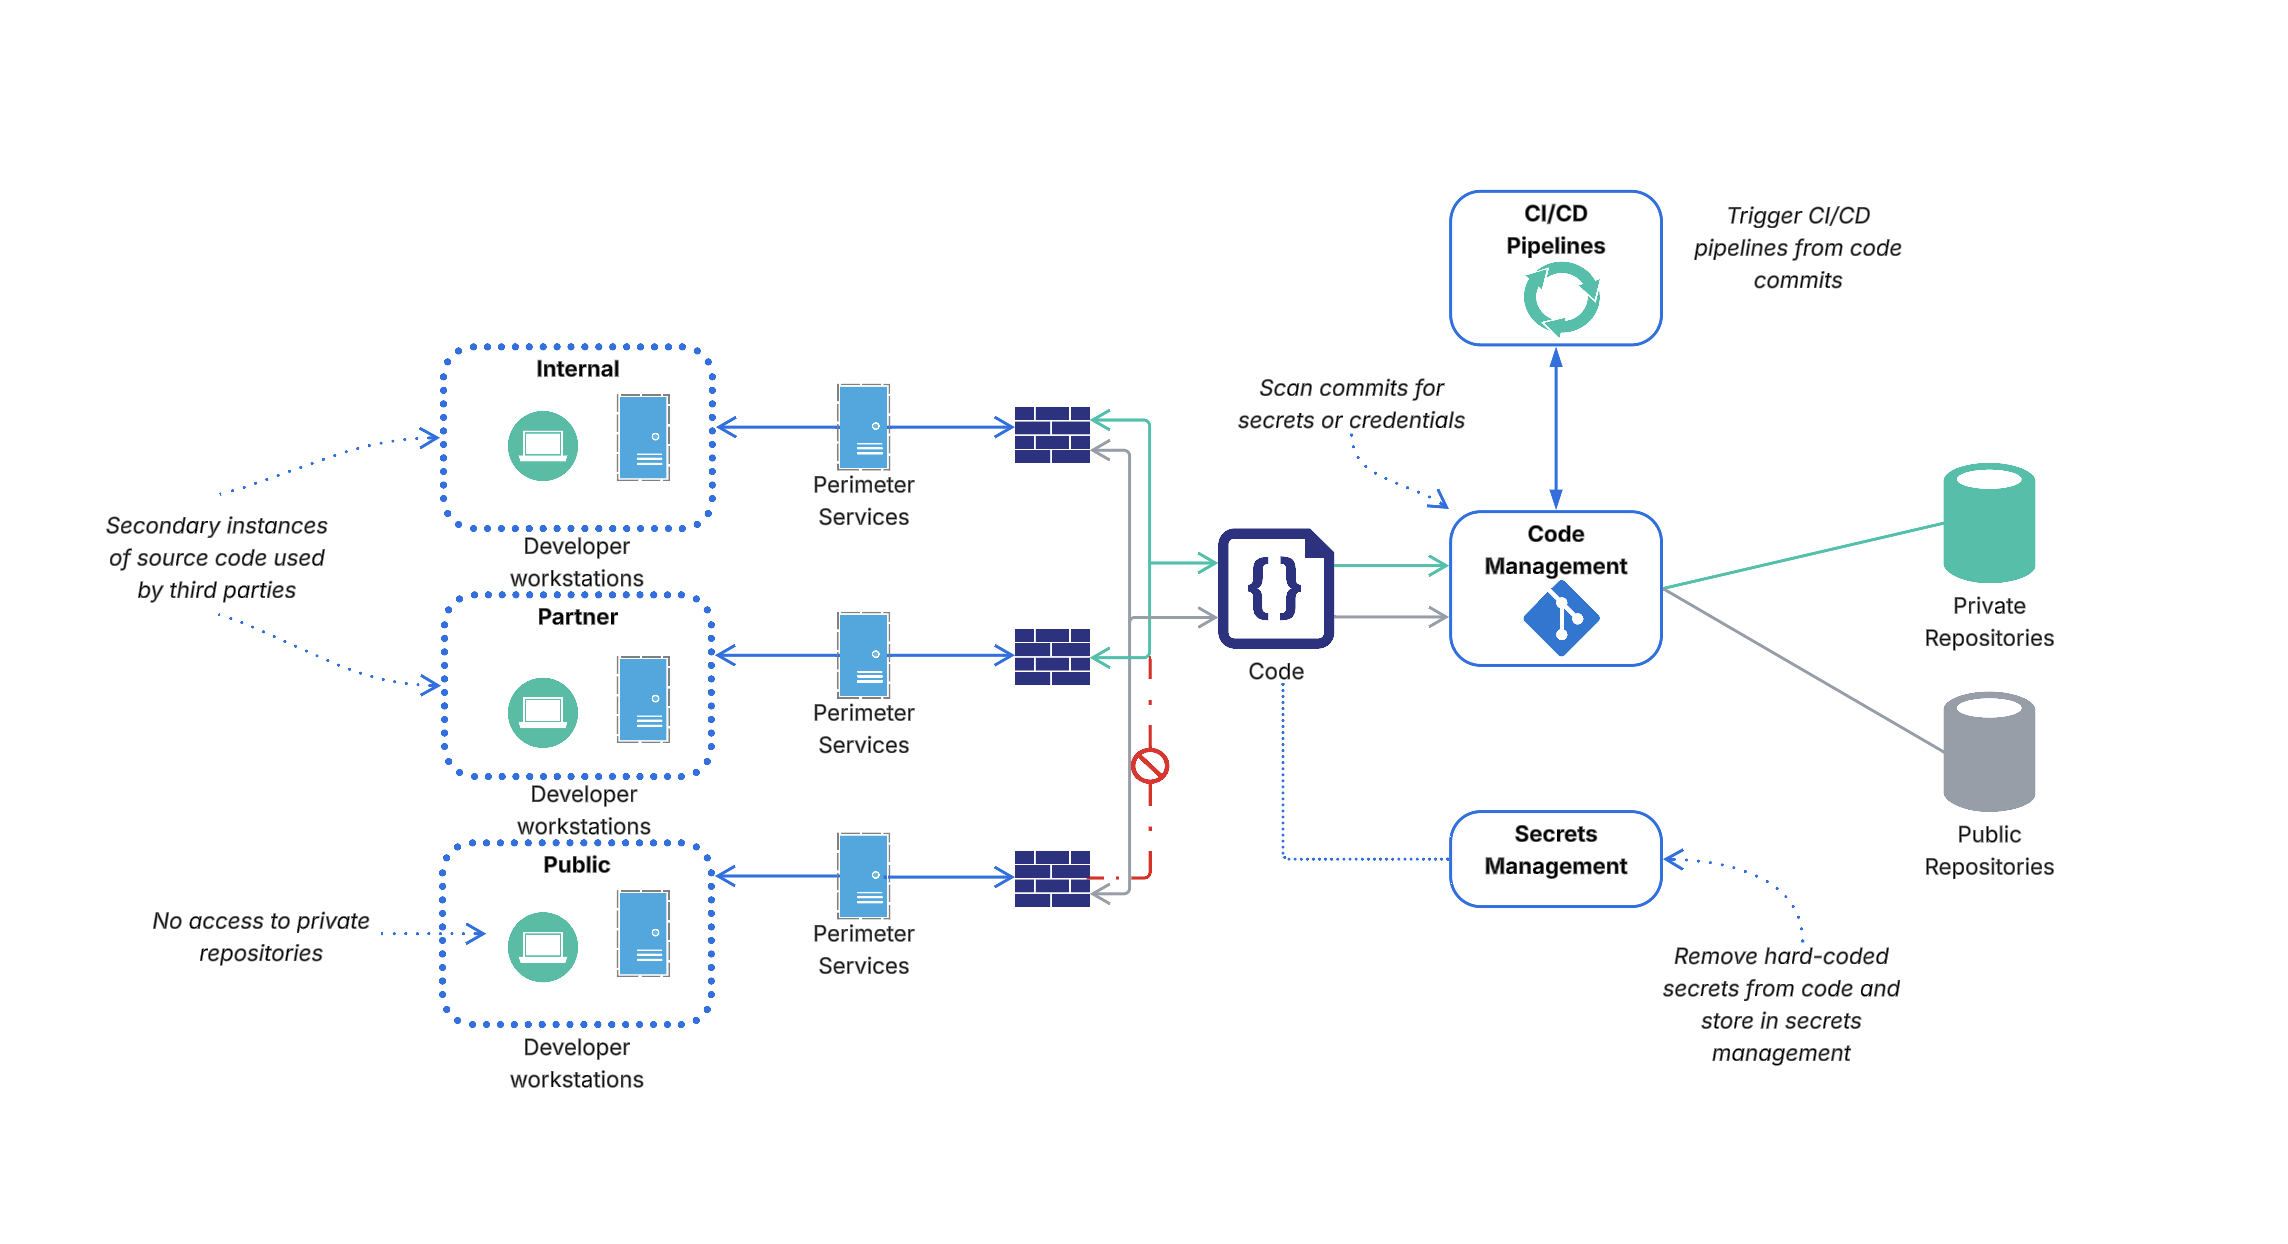 CI/CD
Pipelines
Trigger CI/CD
pipelines from code
commits
Internal
Scan commits for
secrets or credentials
Perimeter
Services
Secondary instances
of source code used
by third parties
Developer
workstations
Code
Management
Private
Repositories
Partner
Code
Perimeter
Services
Developer
workstations
Public
Repositories
Secrets
Management
Public
No access to private
repositories
Perimeter
Services
Remove hard-coded
secrets from code and
store in secrets
management
Developer
workstations